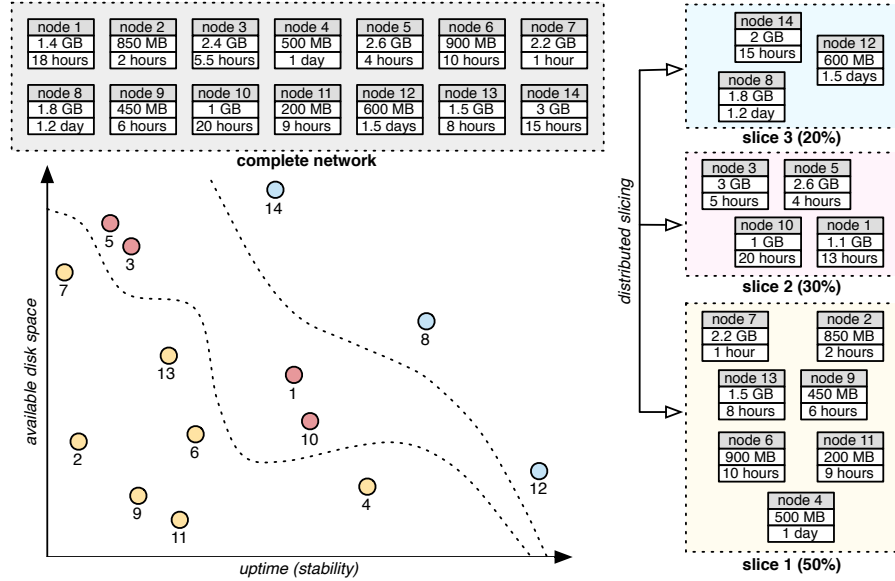 node 1
1.4 GB
18 hours
node 2
850 MB
2 hours
node 3
2.4 GB
5.5 hours
node 4
500 MB
1 day
node 5
2.6 GB
4 hours
node 6
900 MB
10 hours
node 7
2.2 GB
1 hour
node 8
1.8 GB
1.2 day
node 9
450 MB
6 hours
node 10
1 GB
20 hours
node 11
200 MB
9 hours
node 12
600 MB
1.5 days
node 13
1.5 GB
8 hours
node 14
3 GB
15 hours
complete network
available disk space
14
5
3
7
8
13
1
10
2
6
12
4
9
11
uptime (stability)
distributed slicing
node 14
2 GB
15 hours
node 12
600 MB
1.5 days
node 8
1.8 GB
1.2 day
slice 3 (20%)
node 3
3 GB
5 hours
node 5
2.6 GB
4 hours
node 10
1 GB
20 hours
node 1
1.1 GB
13 hours
slice 2 (30%)
node 7
2.2 GB
1 hour
node 2
850 MB
2 hours
node 13
1.5 GB
8 hours
node 9
450 MB
6 hours
node 6
900 MB
10 hours
node 11
200 MB
9 hours
node 4
500 MB
1 day
slice 1 (50%)